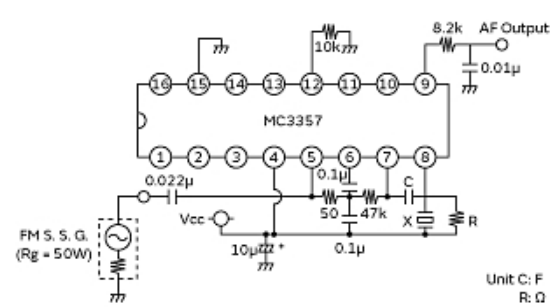 8.2k AF Output
10k
0.01μ
16 15 14 13 12 11 10 9
MC3357
1 2 3 4 5 6 7 8
0.022μ
0.1μ
C
Vcc
50 47k
X
R
FM S. S. G.
(Rg = 50W)
10μ +
0.1μ
Unit C: F
R: Ω